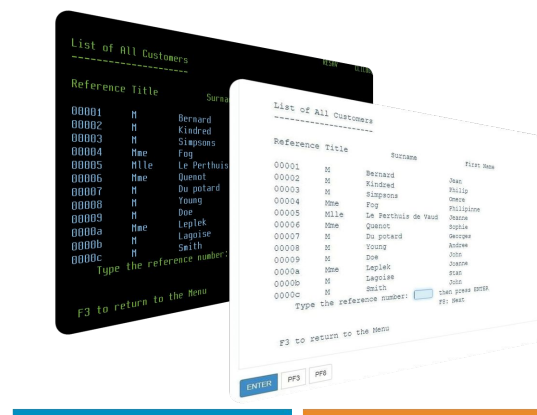 List of All Customers
---------------------
Reference Title Surna
00001 M Bernard
00002 M Kindred
00003 M Simpsons
00004 Mme Fog
00005 Mlle Le Perthuis
00006 Mme Quenot
00007 M Du potard
00008 M Young
00009 M Doe
0000a Mme Leplek
0000b M Lagoise
0000c M Smith
Type the reference number:
F3 to return to the Menu
List of All Customers
---------------------
Reference Title Surname First Name
00001 M Bernard Jean
00002 M Kindred Philip
00003 M Simpsons Omere
00004 Mme Fog Philipinne
00005 Mlle Le Perthuis de Vaud Jeanne
00006 Mme Quenot Sophie
00007 M Du potard Georges
00008 M Young Andrew
00009 M Doe John
0000a Mme Leplek Joanna
0000b M Lagoise Stan
0000c M Smith John
Type the reference number: then press ENTER
F8: Next
F3 to return to the Menu
ENTER PF3 PF8